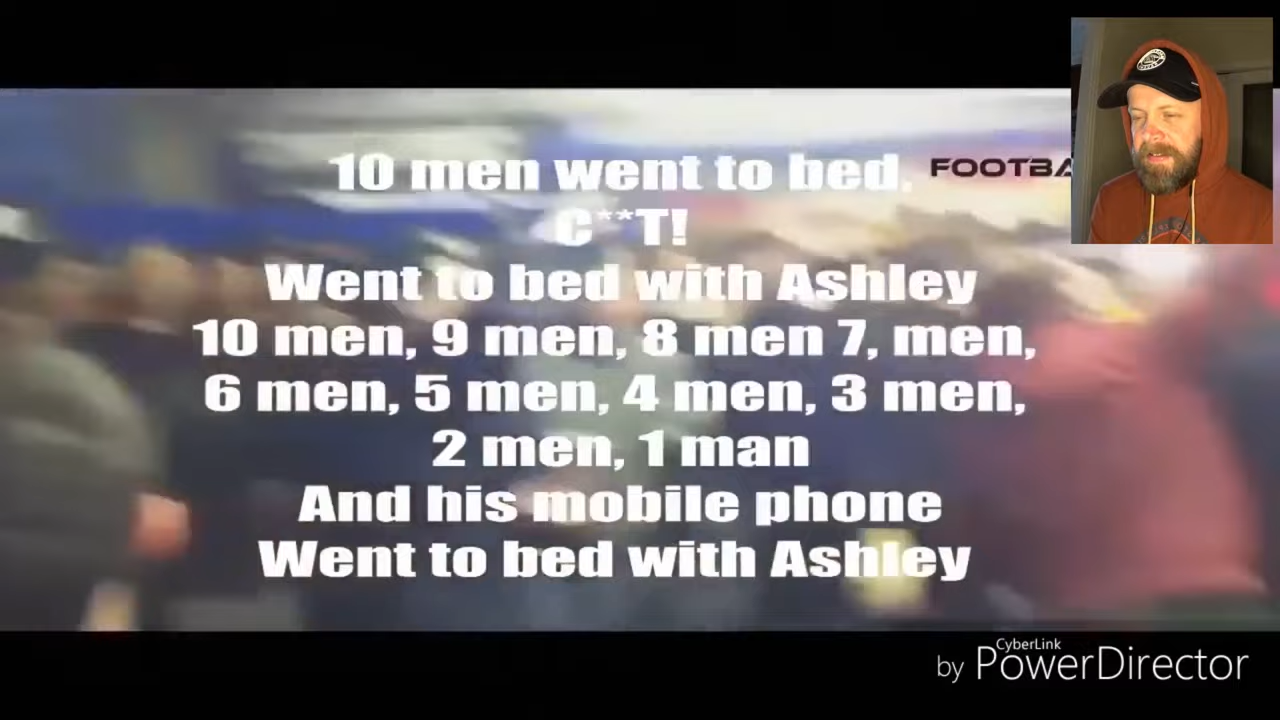 10 men went to bed,
C**T!
Went to bed with Ashley
10 men, 9 men, 8 men 7, men,
6 men, 5 men, 4 men, 3 men,
2 men, 1 man
And his mobile phone
Went to bed with Ashley
FOOTBA
by CyberLink PowerDirector